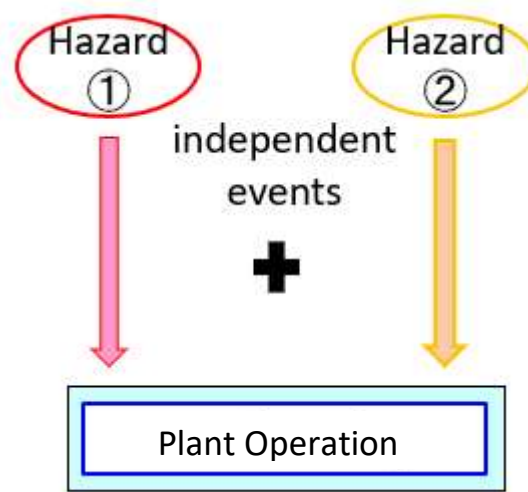 Hazard
①
Hazard
②
independent
events
Plant Operation